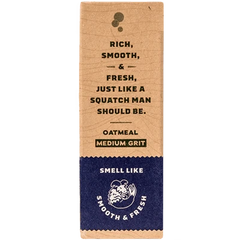 RICH,
SMOOTH,
&
FRESH,
JUST LIKE A
SQUATCH MAN
SHOULD BE.
OATMEAL
MEDIUM GRIT
SMELL LIKE
SMOOTH & FRESH